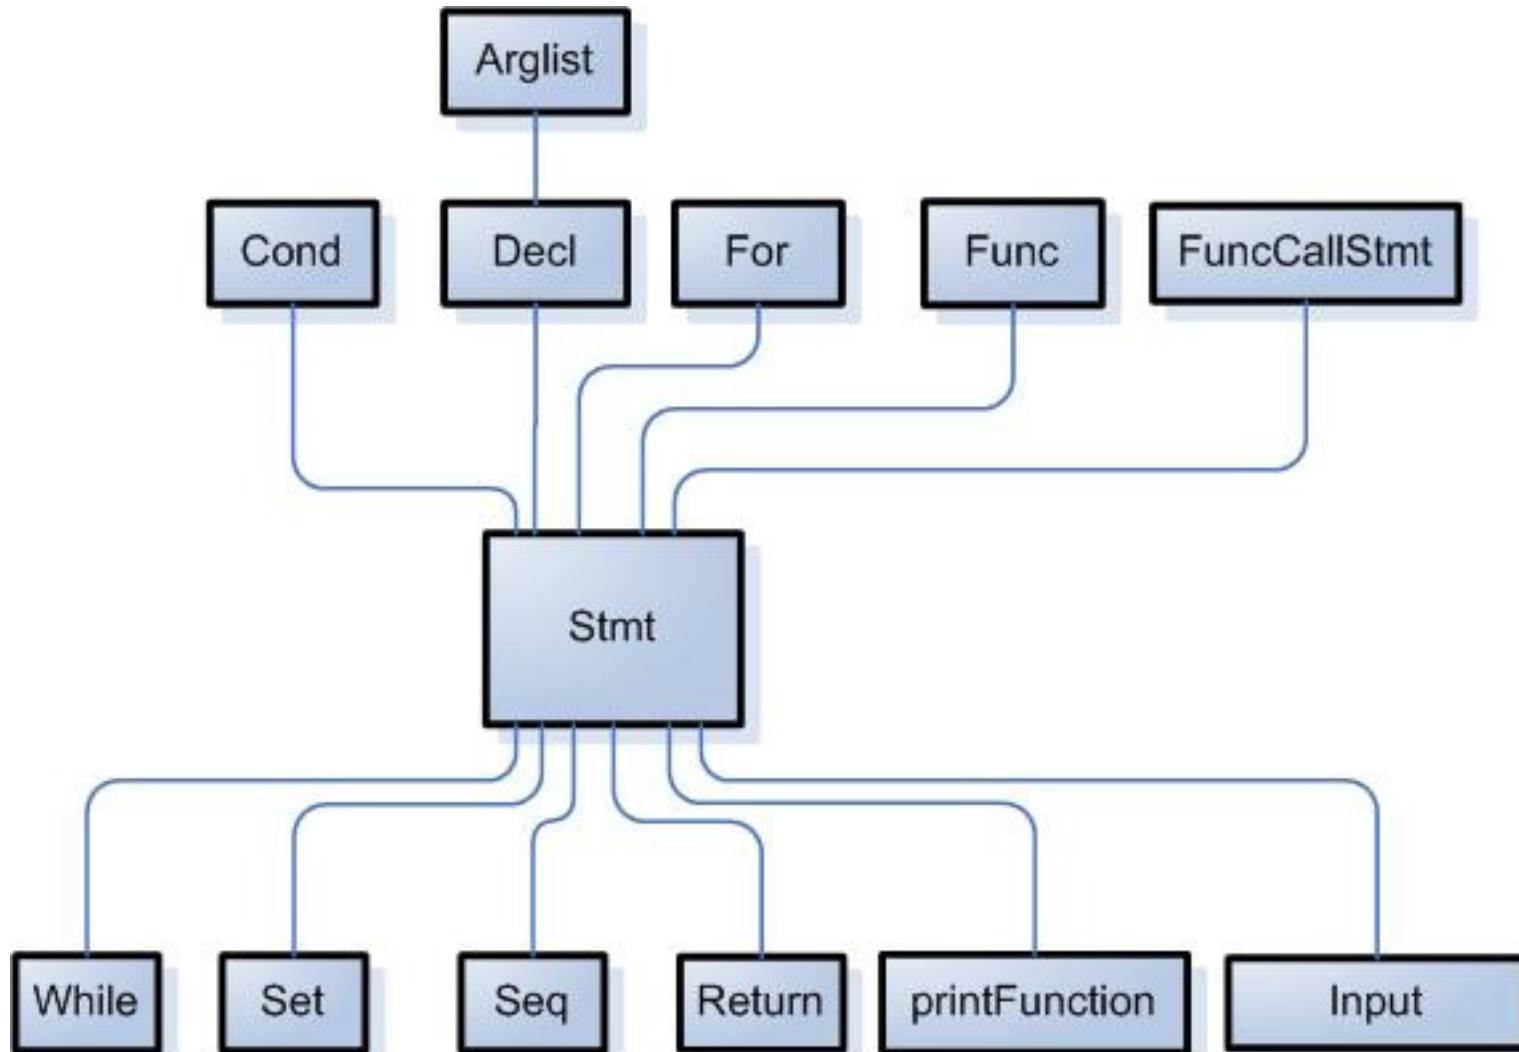 Arglist
Cond
Decl
For
Func
FuncCallStmt
Stmt
While
Set
Seq
Return
printFunction
Input